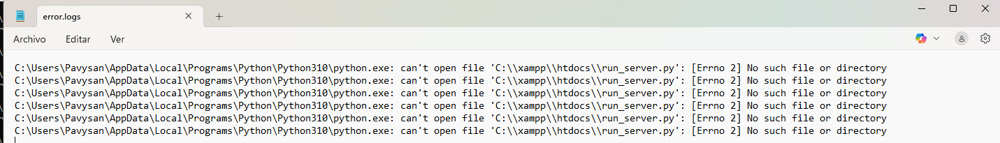 error.logs
Archivo Editar Ver
C:\Users\Pavysan\AppData\Local\Programs\Python\Python310\python.exe: can't open file 'C:\\xampp\\htdocs\\run_server.py': [Errno 2] No such file or directory
C:\Users\Pavysan\AppData\Local\Programs\Python\Python310\python.exe: can't open file 'C:\\xampp\\htdocs\\run_server.py': [Errno 2] No such file or directory
C:\Users\Pavysan\AppData\Local\Programs\Python\Python310\python.exe: can't open file 'C:\\xampp\\htdocs\\run_server.py': [Errno 2] No such file or directory
C:\Users\Pavysan\AppData\Local\Programs\Python\Python310\python.exe: can't open file 'C:\\xampp\\htdocs\\run_server.py': [Errno 2] No such file or directory
C:\Users\Pavysan\AppData\Local\Programs\Python\Python310\python.exe: can't open file 'C:\\xampp\\htdocs\\run_server.py': [Errno 2] No such file or directory
C:\Users\Pavysan\AppData\Local\Programs\Python\Python310\python.exe: can't open file 'C:\\xampp\\htdocs\\run_server.py': [Errno 2] No such file or directory